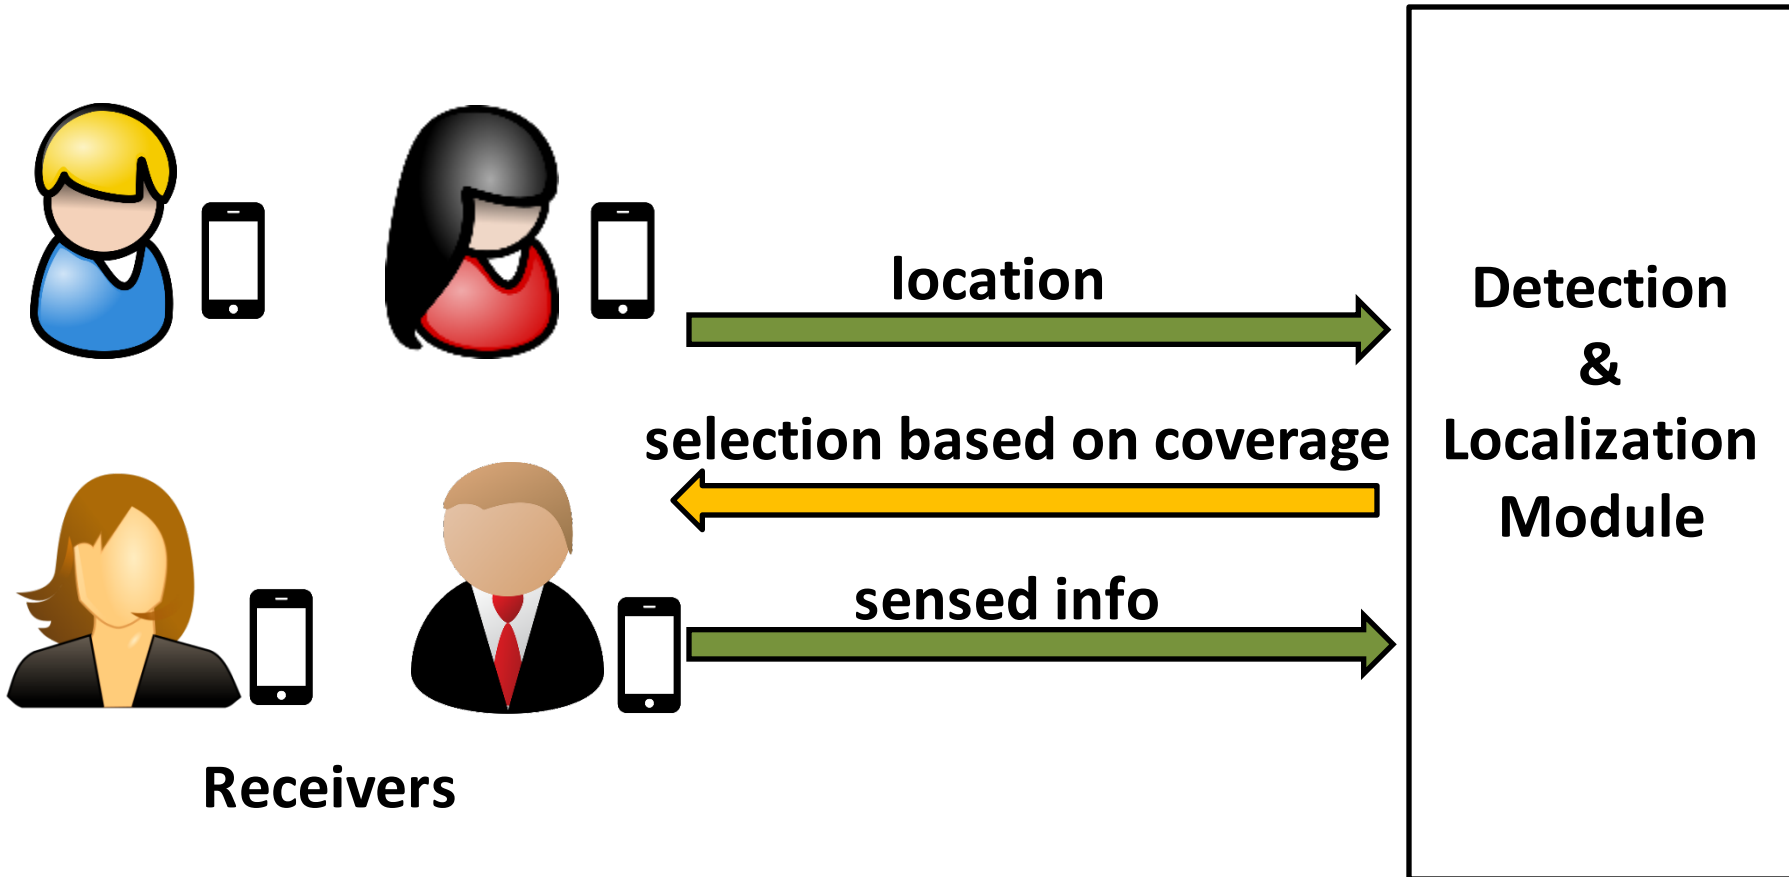 location
selection based on coverage
sensed info
Receivers
Detection
&
Localization
Module